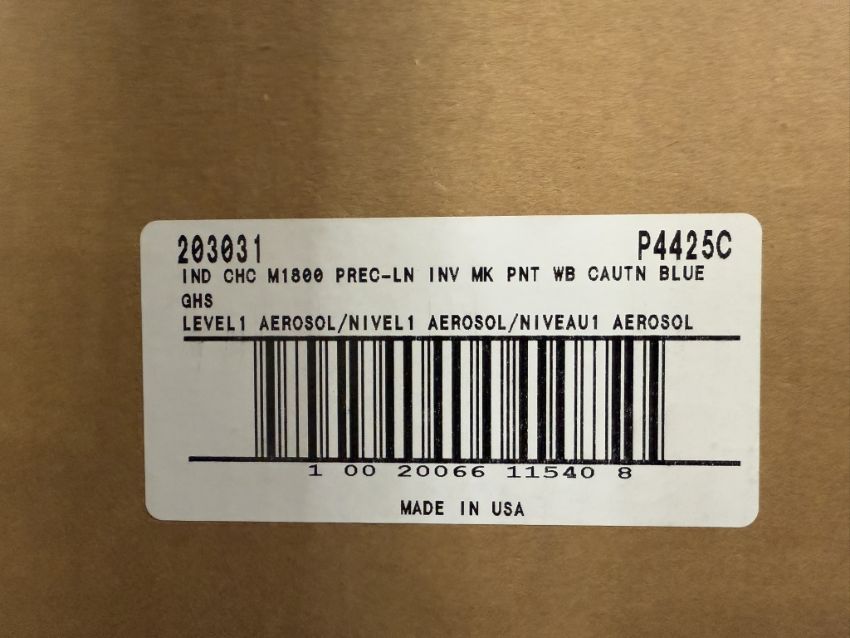 203031 P4425C
IND CHC M1800 PREC-LN INV MK PNT WB CAUTN BLUE
GHS
LEVEL1 AEROSOL/NIVEL1 AEROSOL/NIVEAU1 AEROSOL
1 00 20066 11540 8
MADE IN USA